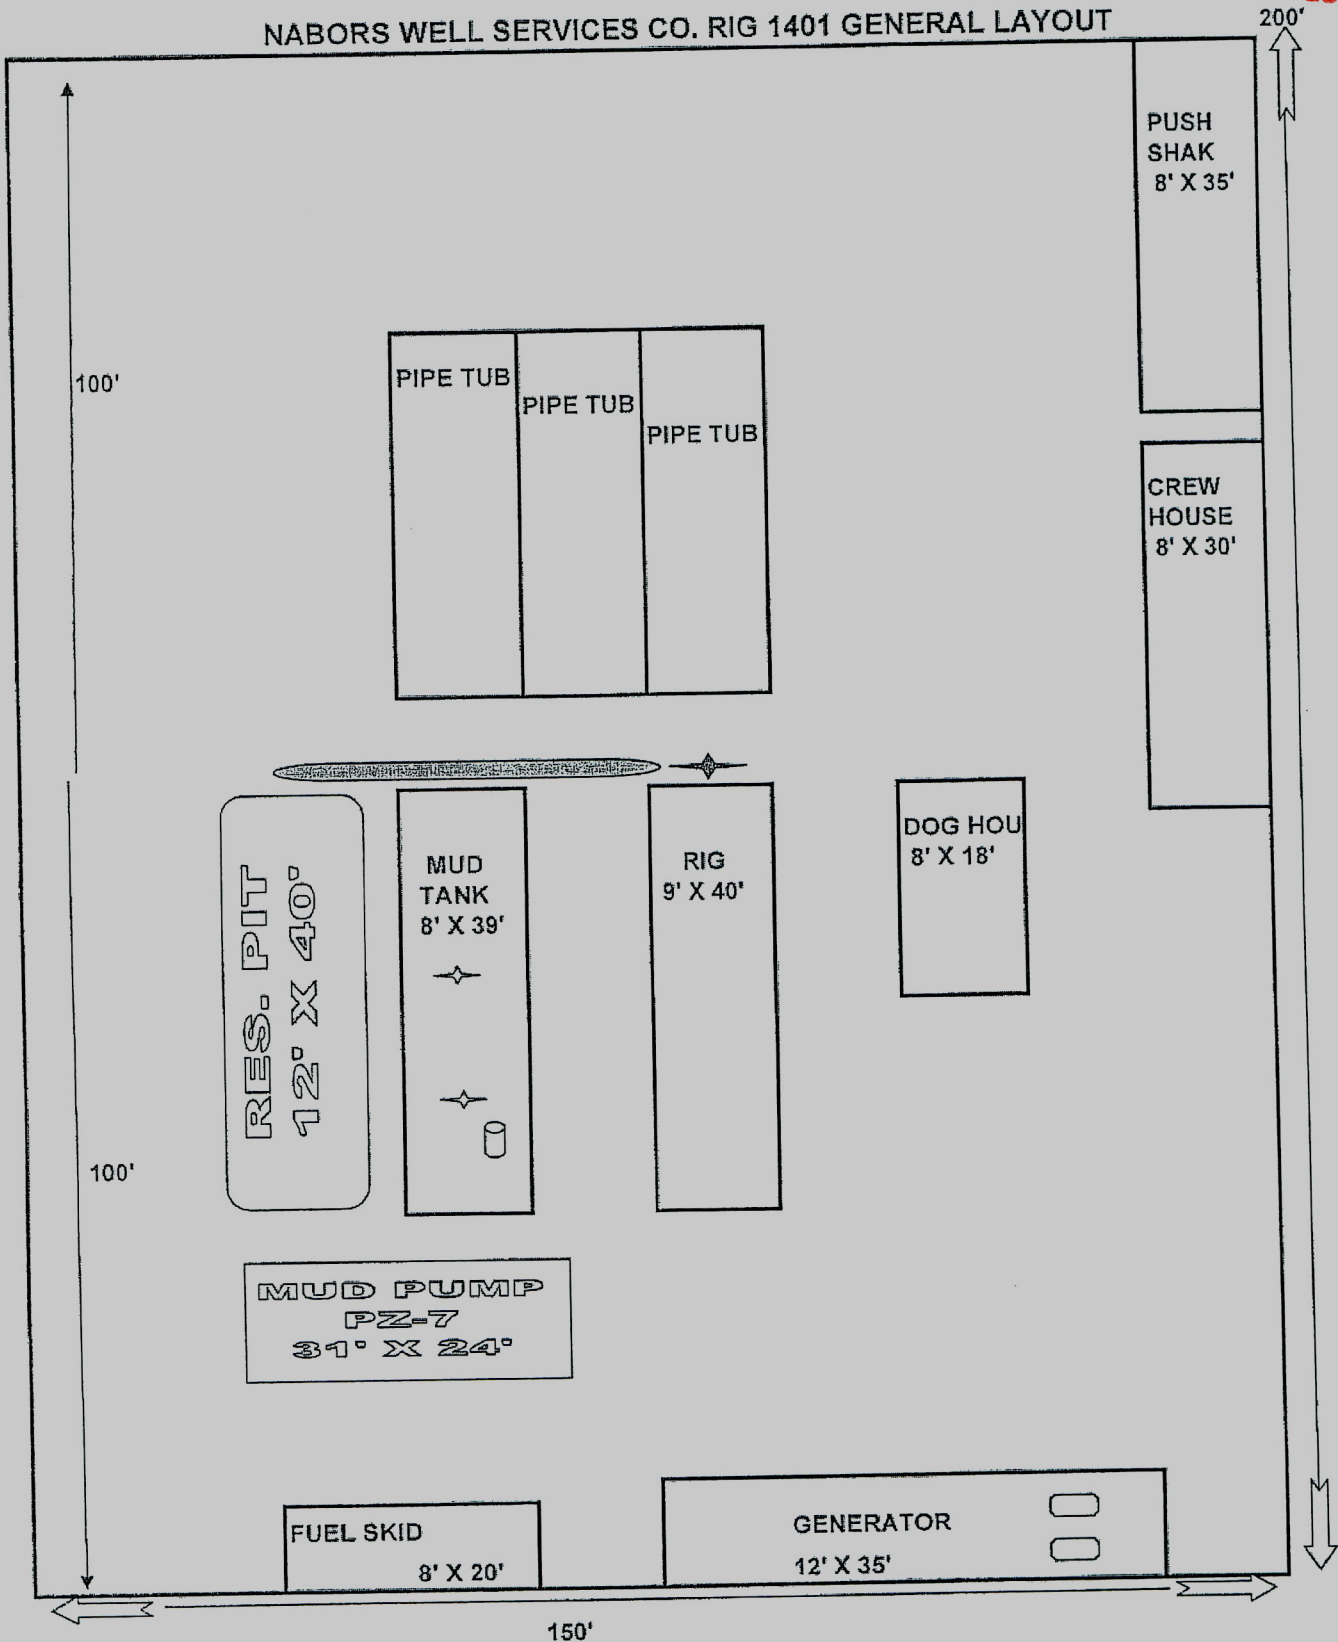 NABORS WELL SERVICES CO. RIG 1401 GENERAL LAYOUT
200'
PUSH
SHAK
8' X 35'
100'
PIPE TUB
PIPE TUB
PIPE TUB
CREW
HOUSE
8' X 30'
RES. PIT
12' X 40'
MUD
TANK
8' X 39'
RIG
9' X 40'
DOG HOU
8' X 18'
100'
MUD PUMP
PZ-7
31' X 24'
FUEL SKID
8' X 20'
GENERATOR
12' X 35'
150'